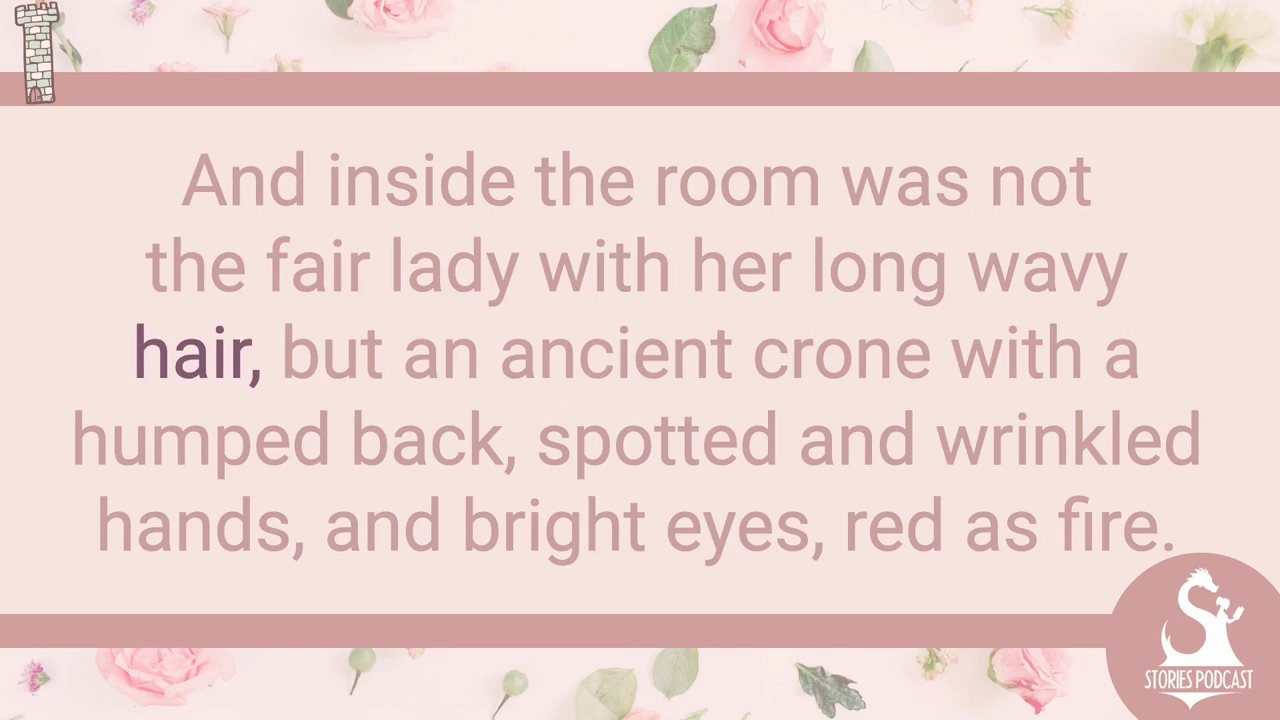 And inside the room was not
the fair lady with her long wavy
hair, but an ancient crone with a
humped back, spotted and wrinkled
hands, and bright eyes, red as fire.
STORIES PODCAST